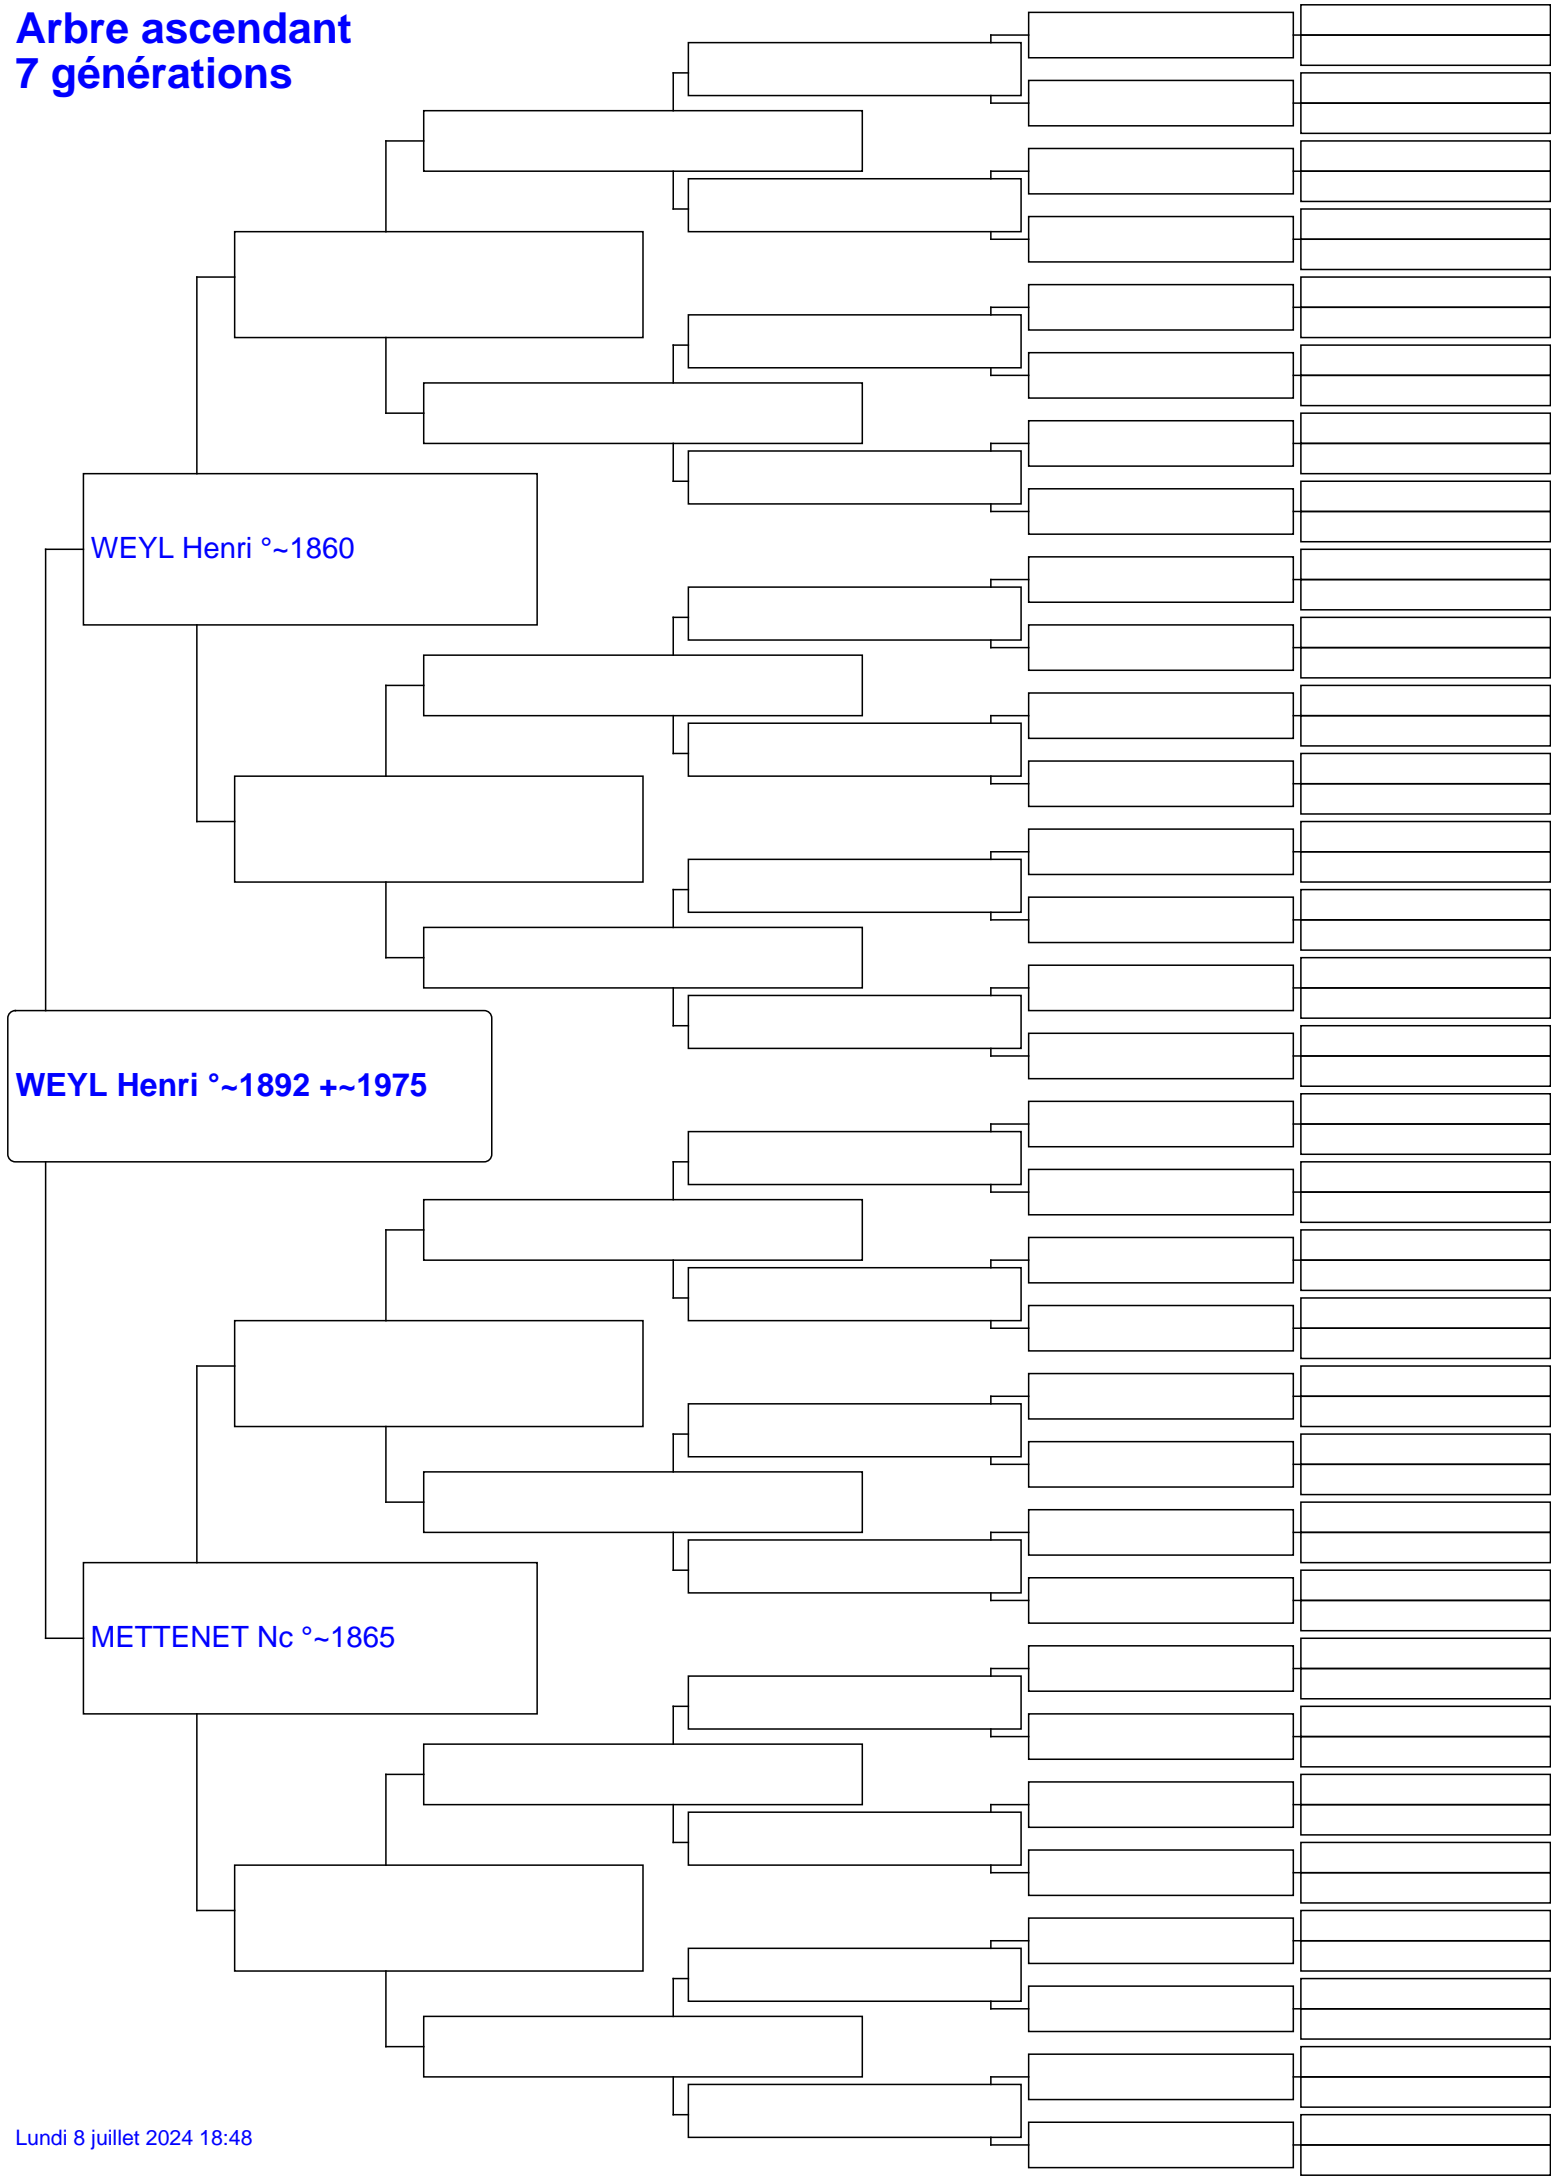 Arbre ascendant
7 générations
WEYL Henri °~1860
WEYL Henri °~1892 +~1975
METTENET Nc °~1865
Lundi 8 juillet 2024 18:48